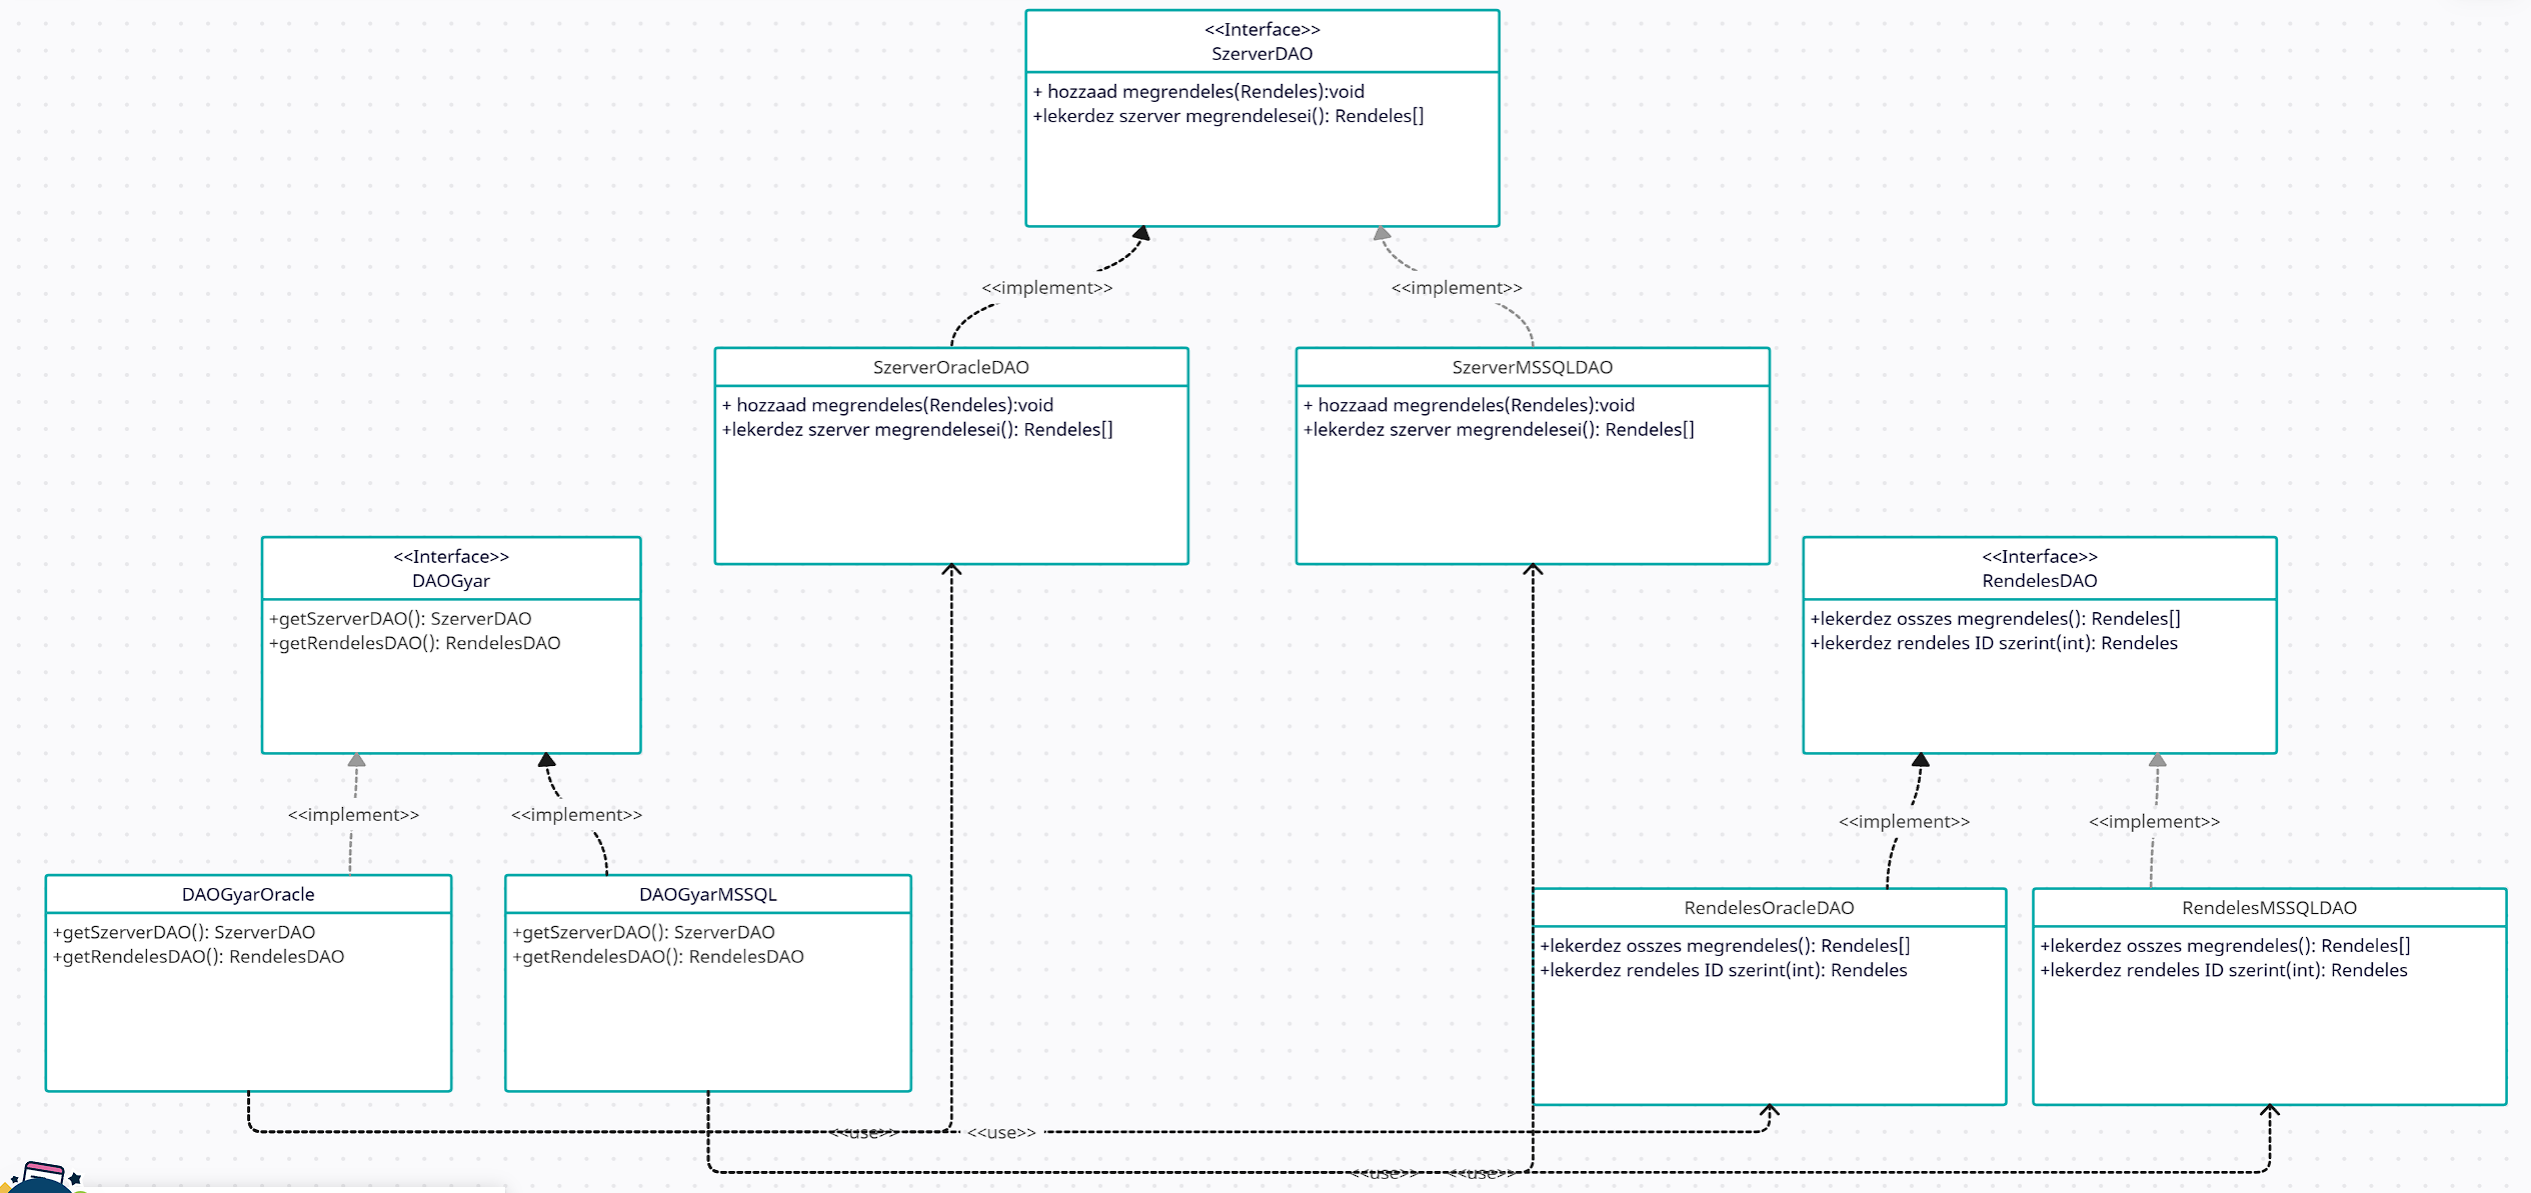 <<Interface>>
SzerverDAO
+ hozzaad megrendeles(Rendeles):void
+lekerdez szerver megrendelesei(): Rendeles[]
<<implement>>
<<implement>>
SzerverOracleDAO
+ hozzaad megrendeles(Rendeles):void
+lekerdez szerver megrendelesei(): Rendeles[]
SzerverMSSQLDAO
+ hozzaad megrendeles(Rendeles):void
+lekerdez szerver megrendelesei(): Rendeles[]
<<Interface>>
DAOGyar
+getSzerverDAO(): SzerverDAO
+getRendelesDAO(): RendelesDAO
<<Interface>>
RendelesDAO
+lekerdez osszes megrendeles(): Rendeles[]
+lekerdez rendeles ID szerint(int): Rendeles
<<implement>>
<<implement>>
<<implement>>
<<implement>>
DAOGyarOracle
+getSzerverDAO(): SzerverDAO
+getRendelesDAO(): RendelesDAO
DAOGyarMSSQL
+getSzerverDAO(): SzerverDAO
+getRendelesDAO(): RendelesDAO
RendelesOracleDAO
+lekerdez osszes megrendeles(): Rendeles[]
+lekerdez rendeles ID szerint(int): Rendeles
RendelesMSSQLDAO
+lekerdez osszes megrendeles(): Rendeles[]
+lekerdez rendeles ID szerint(int): Rendeles
<<use>>
<<use>>
<<use>>
<<use>>